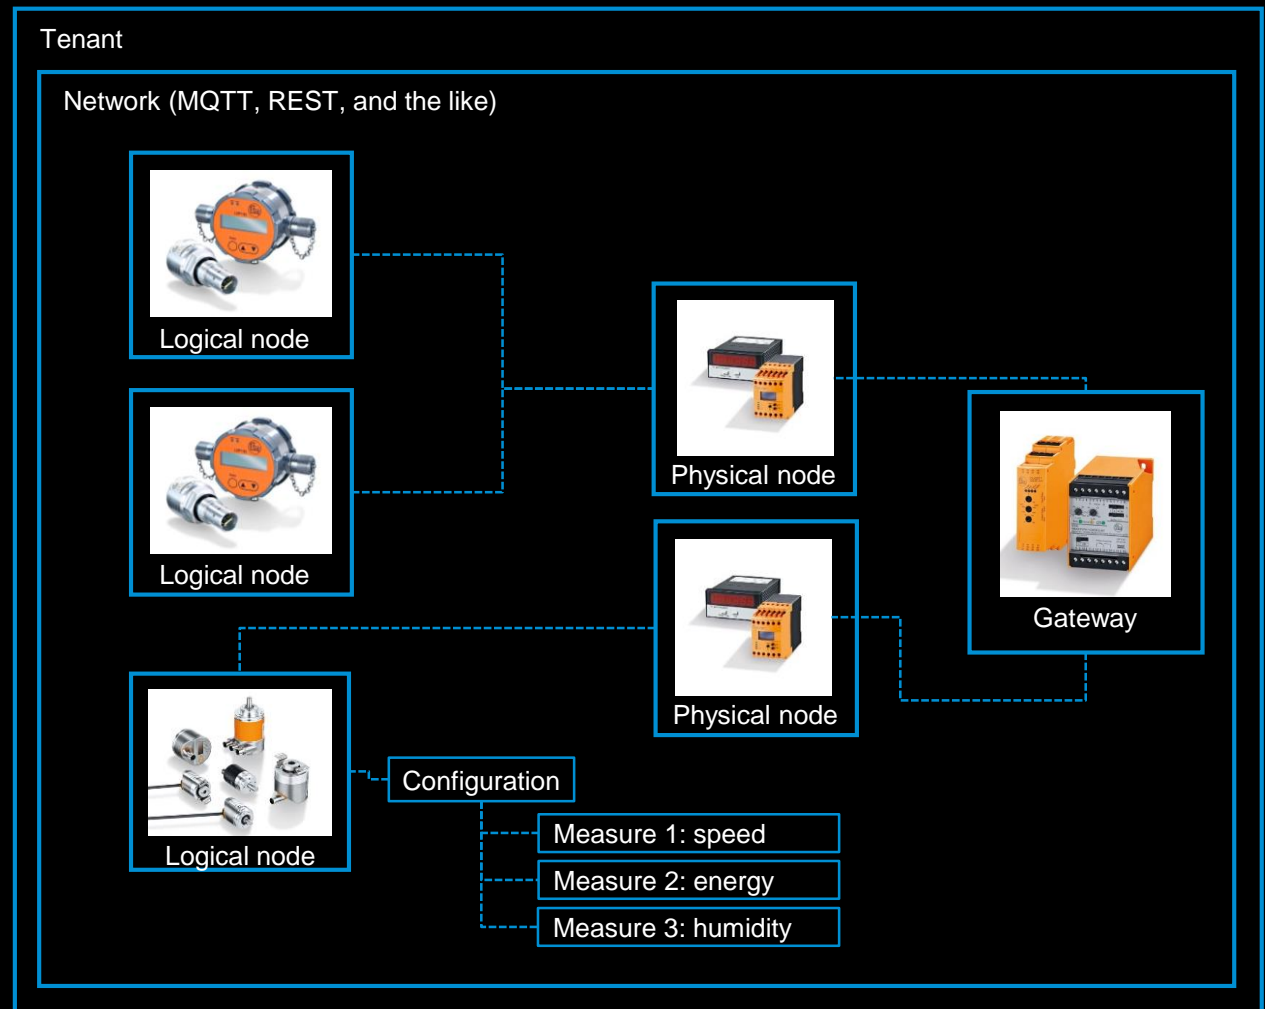 Tenant
Network (MQTT, REST, and the like)
Logical node
Logical node
Physical node
Gateway
Physical node
Logical node
Configuration
Measure 1: speed
Measure 2: energy
Measure 3: humidity